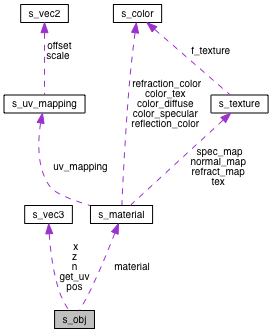 s_vec2
s_color
offset
scale
f_texture
refraction_color
color_tex
color_diffuse
color_specular
reflection_color
s_uv_mapping
s_texture
uv_mapping
spec_map
normal_map
refract_map
tex
s_vec3
s_material
x
z
n
get_uv
pos
material
s_obj